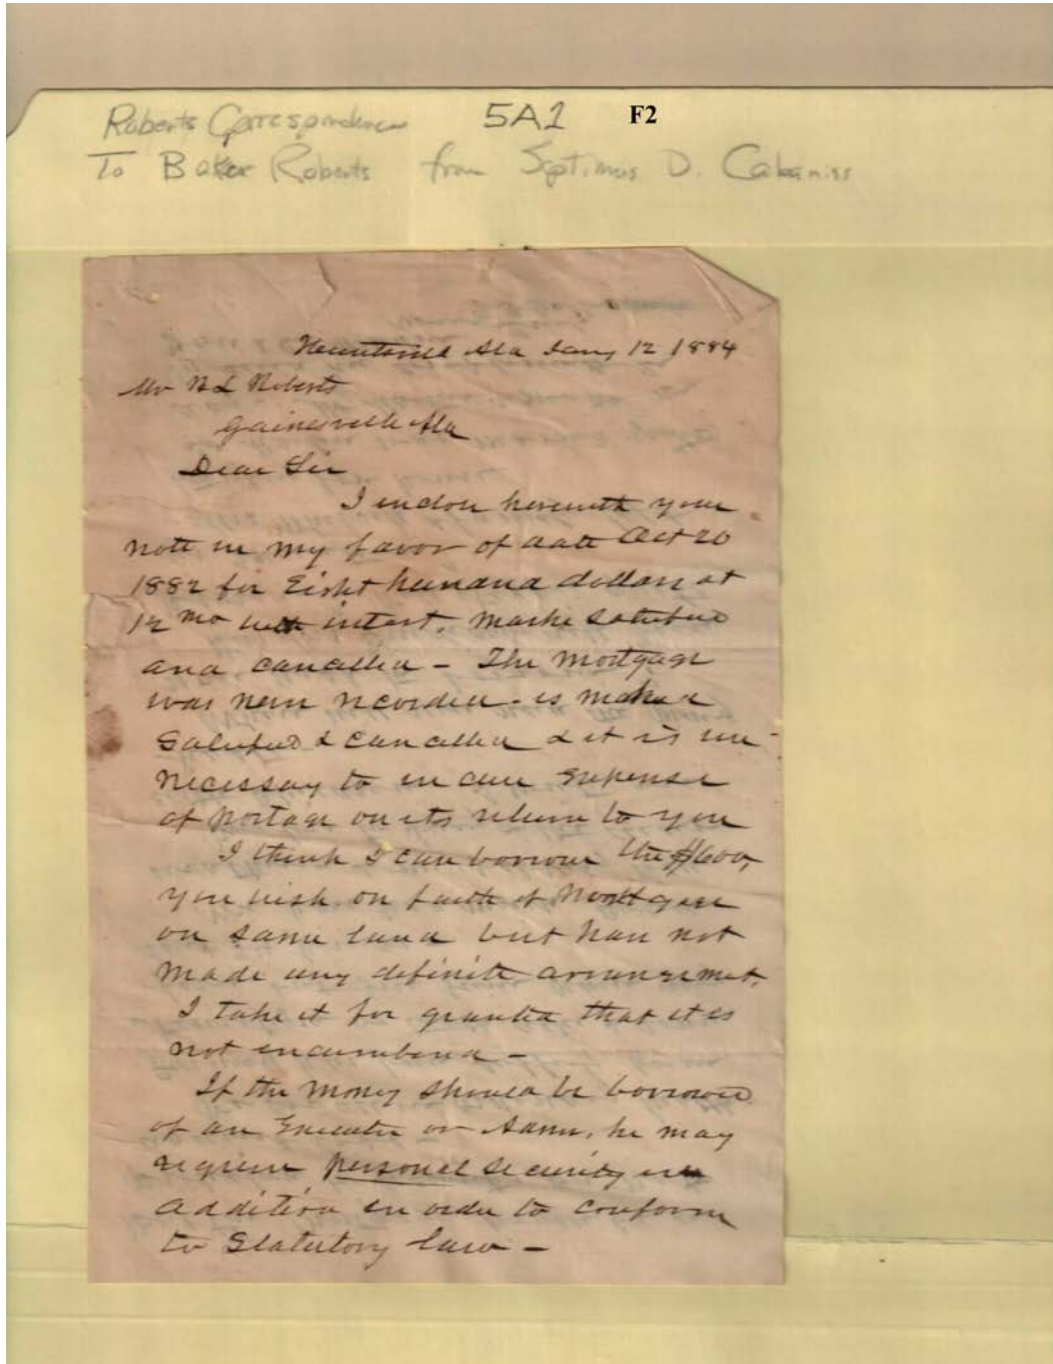 Roberts Correspondence 5A1 F2
To Baker Roberts from Septimus D. Cabaniss
Huntsville Ala Jany 12 1884
Mr B L Roberts
Gainesville Ala
Dear Sir
I enclose herewith your
note in my favor of date Oct 20
1882 for Eight hundred dollars at
12 mo with interst, marke satisfied
and cancelled - The mortgage
was never recorded - is marked
Satisfied & cancelled & it is un-
necessary to incur expense
of postage on its return to you
I think I can borrow the $600,
you wish on faith of mortgage
on same land but have not
made any definite arrangemet.
I take it for granted that it is
not encumbered -
If the money should be borrowed
of an Executor or Admr, he may
require personal security in
addition in order to conform
to Statutory law -